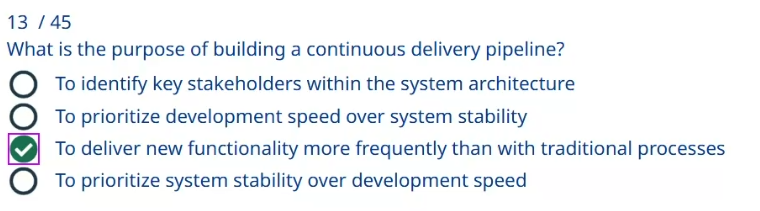 13 / 45
What is the purpose of building a continuous delivery pipeline?
To identify key stakeholders within the system architecture
To prioritize development speed over system stability
To deliver new functionality more frequently than with traditional processes
To prioritize system stability over development speed